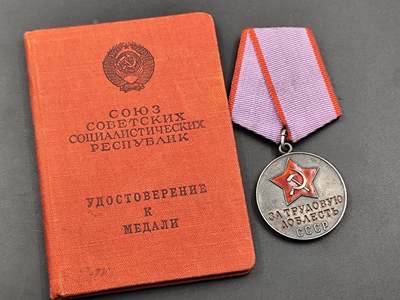 СОЮЗ
СОВЕТСКИХ
СОЦИАЛИСТИЧЕСКИХ
РЕСПУБЛИК
УДОСТОВЕРЕНИЕ
К
МЕДАЛИ
ЗА ТРУДОВУЮ
ДОБЛЕСТЬ
СССР